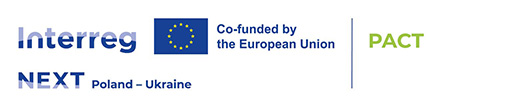 Interreg
Co-funded by
the European Union
PACT
NEXT Poland – Ukraine